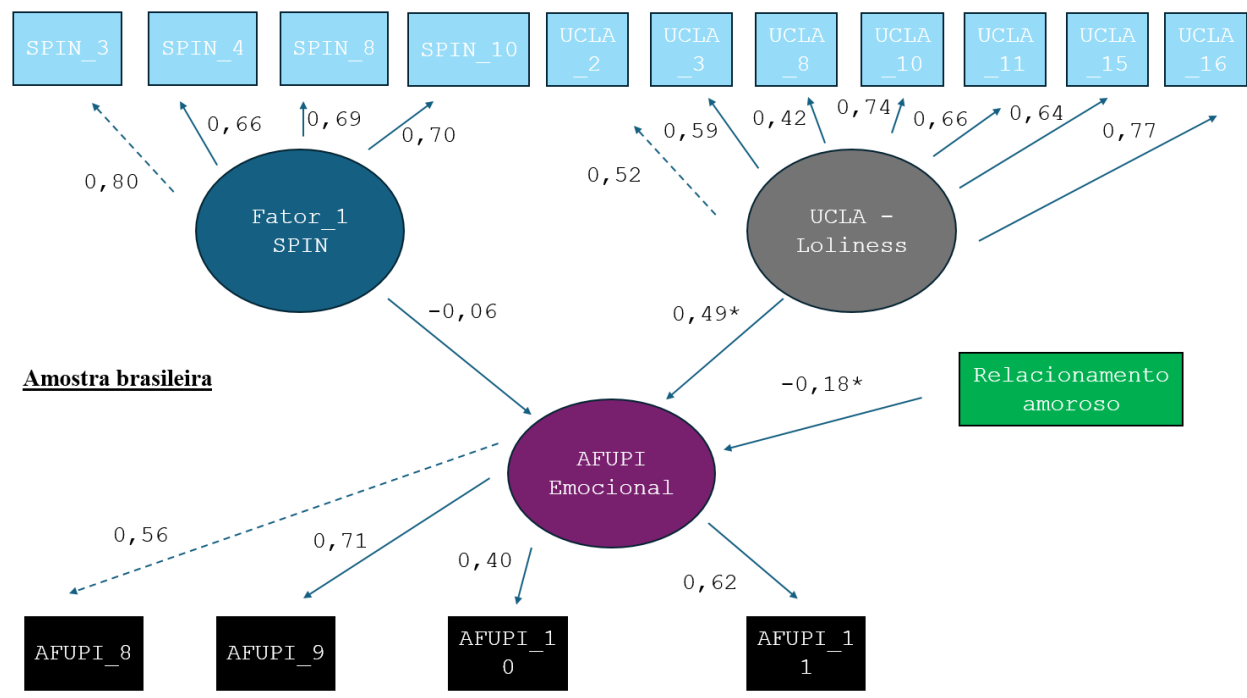 SPIN_3
SPIN_4
SPIN_8
SPIN_10
UCLA
_2
UCLA
_3
UCLA
_8
UCLA
_10
UCLA
_11
UCLA
_15
UCLA
_16
0,80
0,66
0,69
0,70
0,52
0,59
0,42
0,74
0,66
0,64
0,77
Fator_1
SPIN
UCLA -
Loliness
-0,06
0,49*
Amostra brasileira
-0,18*
Relacionamento
amoroso
AFUPI
Emocional
0,56
0,71
0,40
0,62
AFUPI_8
AFUPI_9
AFUPI_1
0
AFUPI_1
1